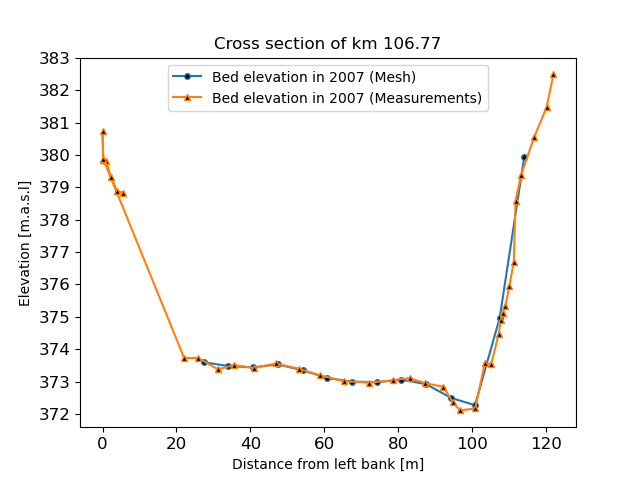 Cross section of km 106.77
Bed elevation in 2007 (Mesh)
Bed elevation in 2007 (Measurements)
Elevation [m.a.s.l]
383
382
381
380
379
378
377
376
375
374
373
372
0 20 40 60 80 100 120
Distance from left bank [m]